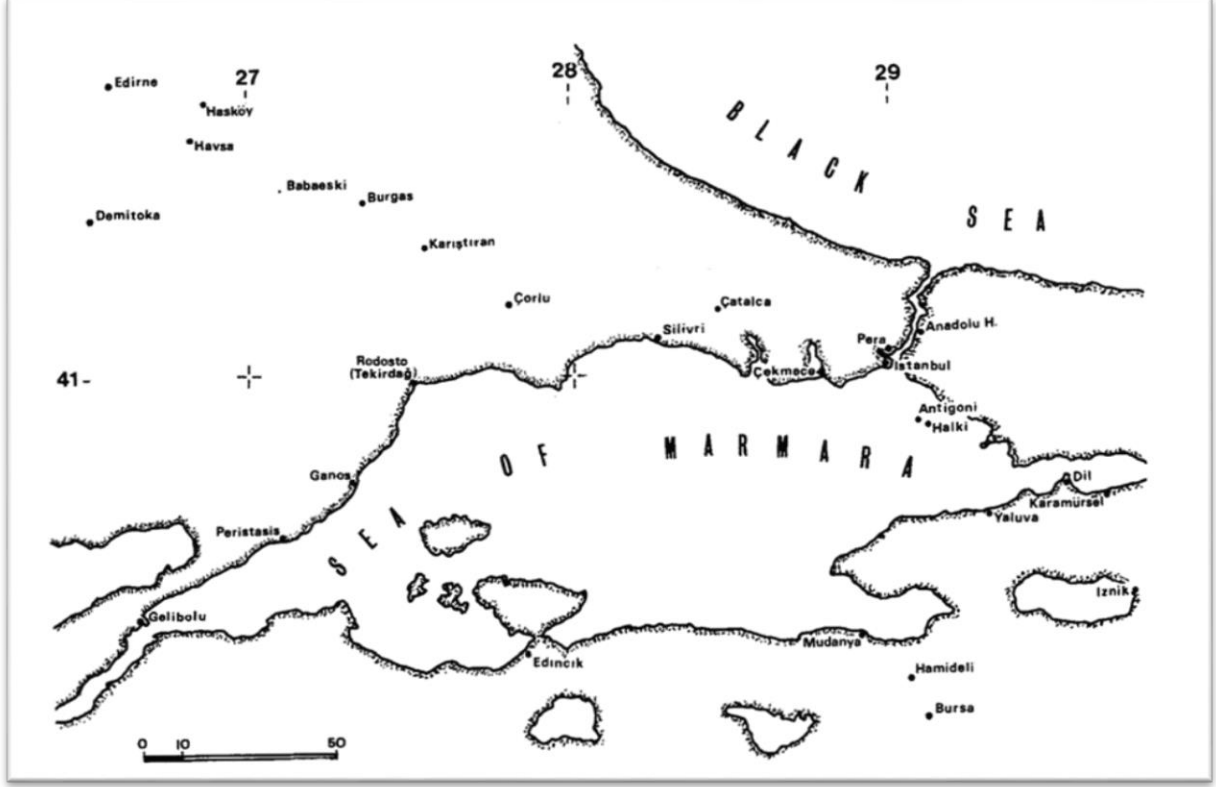 Edirne
27
28
29
Hasköy
BLACK
Havsa
Babaeski
Burgas
Demitoka
SEA
Karıştıran
Çorlu
Çatalca
Silivri
Anadolu H.
Pera
Rodosto
(Tekirdağ)
41-
Çekmece
Istanbul
Antigoni
Halki
OF MARMARA
Ganos
Dil
Karamürsel
Yaluva
Peristasis
SEA
Iznik
Gelibolu
Mudanya
Edıncık
Hamideli
Bursa
0 10 50